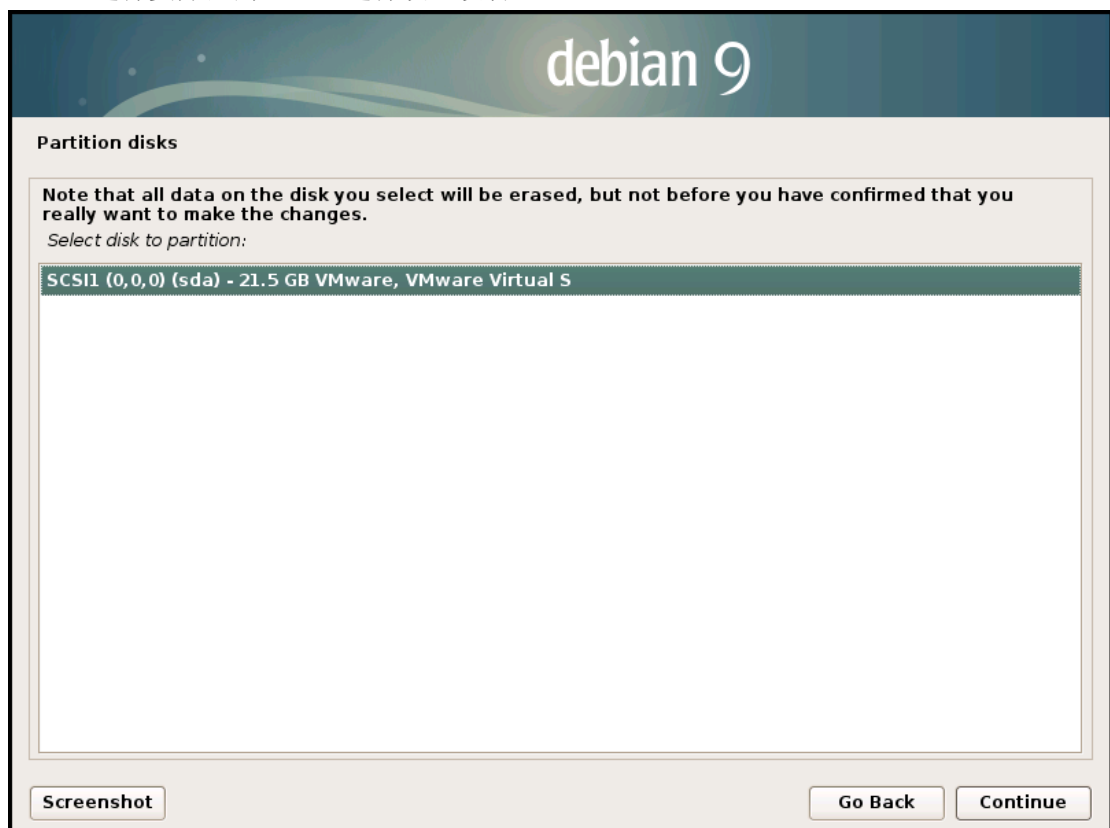 debian 9
Partition disks
Note that all data on the disk you select will be erased, but not before you have confirmed that you
really want to make the changes.
Select disk to partition:
SCSI1 (0,0,0) (sda) - 21.5 GB VMware, VMware Virtual S
Screenshot
Go Back
Continue